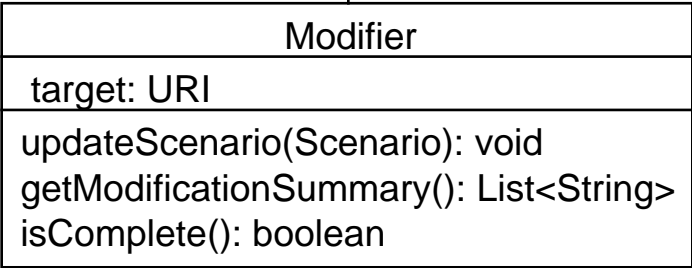 Modifier
target: URI
updateScenario(Scenario): void
getModificationSummary(): List<String>
isComplete(): boolean